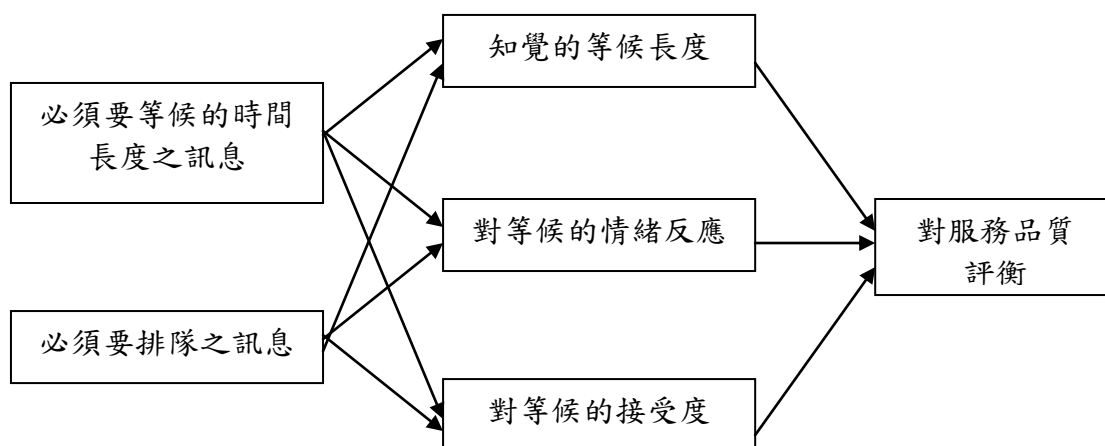 必須要等候的時間
長度之訊息
必須要排隊之訊息
知覺的等候長度
對等候的情緒反應
對等候的接受度
對服務品質
評衡